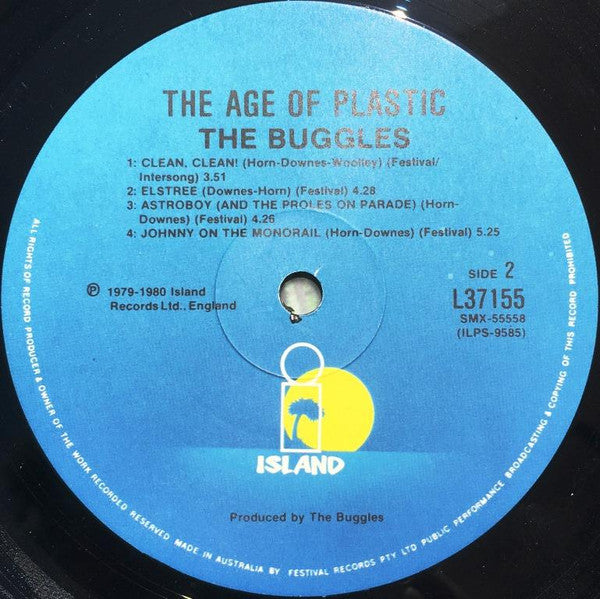 THE AGE OF PLASTIC
THE BUGGLES
1: CLEAN, CLEAN! (Horn-Downes-Woolley) (Festival/
Intersong) 3.51
2: ELSTREE (Downes-Horn) (Festival) 4.28
3: ASTROBOY (AND THE PROLES ON PARADE) (Horn-
Downes) (Festival) 4.26
4: JOHNNY ON THE MONORAIL (Horn-Downes) (Festival) 5.25
SIDE 2
℗ 1979-1980 Island
Records Ltd., England
L37155
SMX-55558
(ILPS-9585)
ISLAND
Produced by The Buggles
ALL RIGHTS OF RECORD PRODUCER & OWNER OF THE WORK RECORDED RESERVED MADE IN AUSTRALIA BY FESTIVAL RECORDS PTY LTD PUBLIC PERFORMANCE BROADCASTING & COPYING OF THIS RECORD PROHIBITED